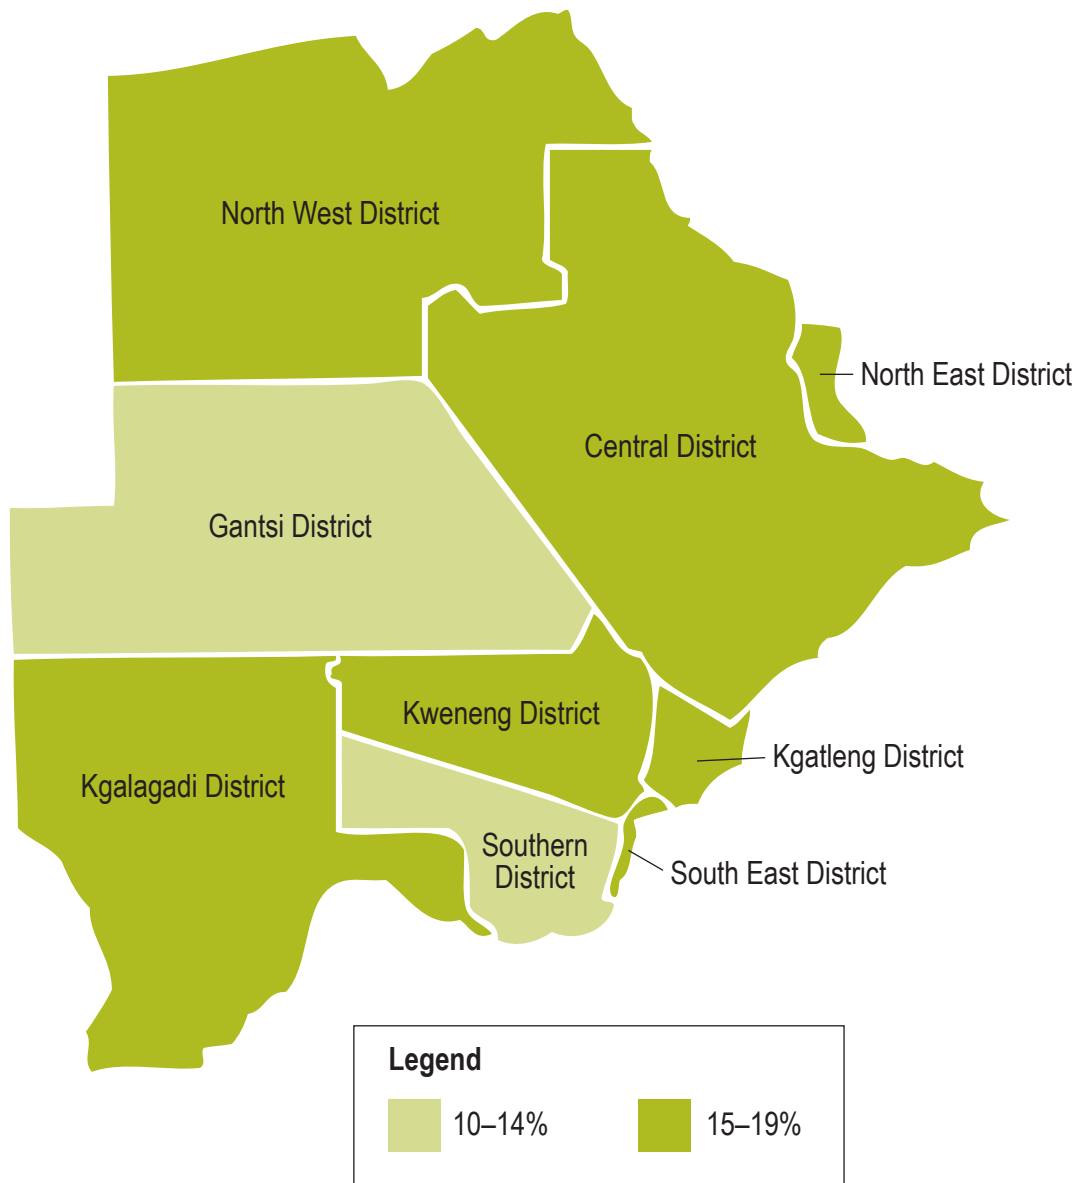 North West District
North East District
Central District
Gantsi District
Kweneng District
Kgatleng District
Kgalagadi District
Southern
District
South East District
Legend
10–14%
15–19%